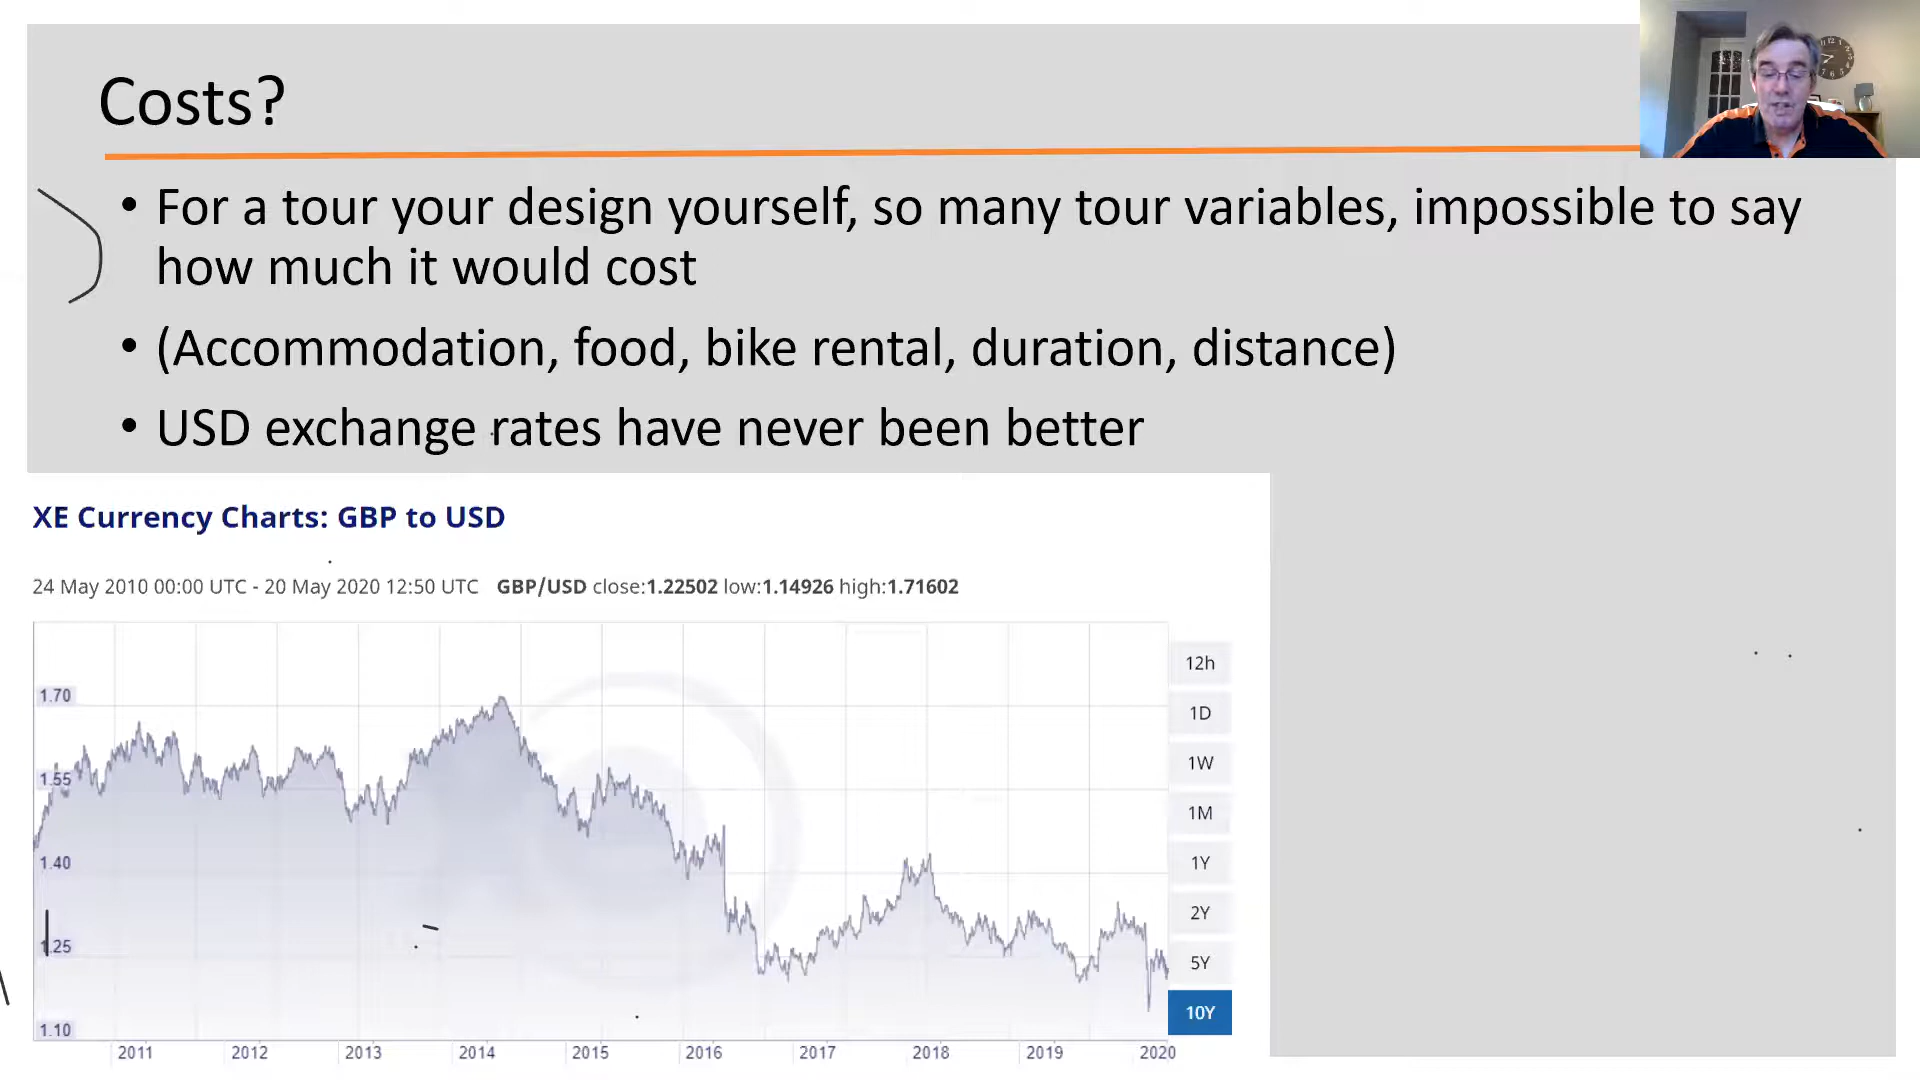 Costs?
• For a tour your design yourself, so many tour variables, impossible to say
how much it would cost
• (Accommodation, food, bike rental, duration, distance)
• USD exchange rates have never been better
XE Currency Charts: GBP to USD
24 May 2010 00:00 UTC - 20 May 2020 12:50 UTC GBP/USD close:1.22502 low:1.14926 high:1.71602
1.70
1.55
1.40
1.25
1.10
12h
1D
1W
1M
1Y
2Y
5Y
10Y
2011 2012 2013 2014 2015 2016 2017 2018 2019 2020